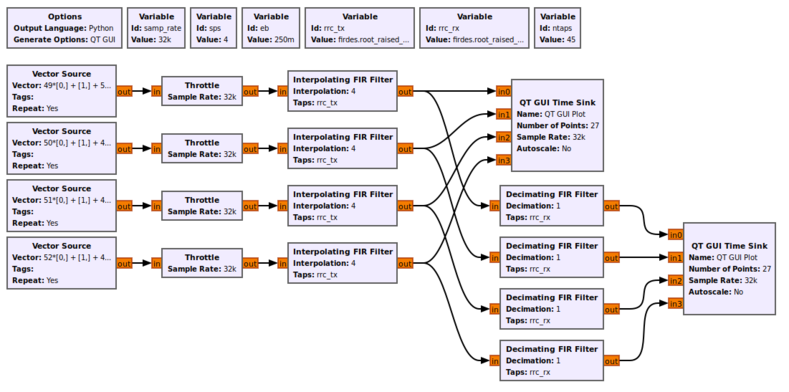 Options
Output Language: Python
Generate Options: QT GUI
Variable
Id: samp_rate
Value: 32k
Variable
Id: sps
Value: 4
Variable
Id: eb
Value: 250m
Variable
Id: rrc_tx
Value: firdes.root_raised_...
Variable
Id: rrc_rx
Value: firdes.root_raised_...
Variable
Id: ntaps
Value: 45
Vector Source
Vector: 49*[0,] + [1,] + 5...
Tags:
Repeat: Yes
out
in
Throttle
Sample Rate: 32k
out
in
Interpolating FIR Filter
Interpolation: 4
Taps: rrc_tx
out
Vector Source
Vector: 50*[0,] + [1,] + 4...
Tags:
Repeat: Yes
out
in
Throttle
Sample Rate: 32k
out
in
Interpolating FIR Filter
Interpolation: 4
Taps: rrc_tx
out
Vector Source
Vector: 51*[0,] + [1,] + 4...
Tags:
Repeat: Yes
out
in
Throttle
Sample Rate: 32k
out
in
Interpolating FIR Filter
Interpolation: 4
Taps: rrc_tx
out
Vector Source
Vector: 52*[0,] + [1,] + 4...
Tags:
Repeat: Yes
out
in
Throttle
Sample Rate: 32k
out
in
Interpolating FIR Filter
Interpolation: 4
Taps: rrc_tx
out
in0
in1
in2
in3
QT GUI Time Sink
Name: QT GUI Plot
Number of Points: 27
Sample Rate: 32k
Autoscale: No
in
Decimating FIR Filter
Decimation: 1
Taps: rrc_rx
out
in
Decimating FIR Filter
Decimation: 1
Taps: rrc_rx
out
in
Decimating FIR Filter
Decimation: 1
Taps: rrc_rx
out
in
Decimating FIR Filter
Decimation: 1
Taps: rrc_rx
out
in0
in1
in2
in3
QT GUI Time Sink
Name: QT GUI Plot
Number of Points: 27
Sample Rate: 32k
Autoscale: No